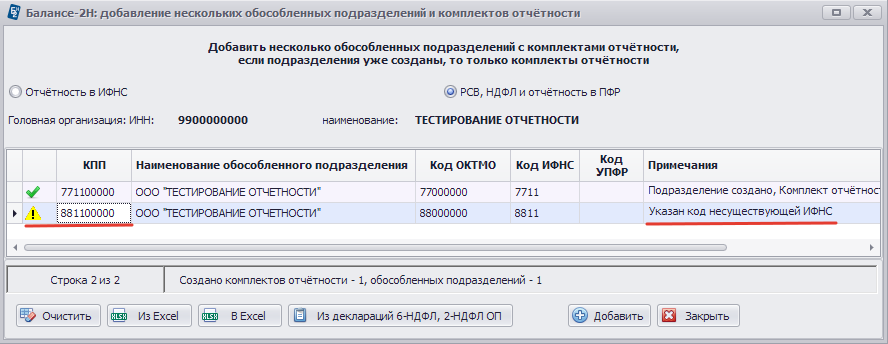 Балансе-2Н: добавление нескольких обособленных подразделений и комплектов отчётности
Добавить несколько обособленных подразделений с комплектами отчётности,
если подразделения уже созданы, то только комплекты отчётности
Отчётность в ИФНС РСВ, НДФЛ и отчётность в ПФР
Головная организация: ИНН: 9900000000 наименование: ТЕСТИРОВАНИЕ ОТЧЕТНОСТИ
КПП Наименование обособленного подразделения Код ОКТМО Код ИФНС Код УПФР Примечания
771100000 ООО "ТЕСТИРОВАНИЕ ОТЧЕТНОСТИ" 77000000 7711 Подразделение создано, Комплект отчётност
881100000 ООО "ТЕСТИРОВАНИЕ ОТЧЕТНОСТИ" 88000000 8811 Указан код несуществующей ИФНС
Строка 2 из 2 Создано комплектов отчётности - 1, обособленных подразделений - 1
Очистить Из Excel В Excel Из деклараций 6-НДФЛ, 2-НДФЛ ОП Добавить Закрыть